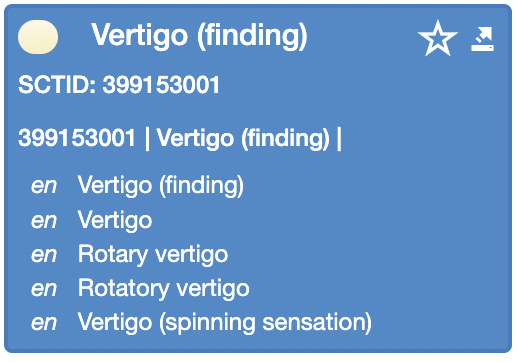 Vertigo (finding)
SCTID: 399153001
399153001 | Vertigo (finding) |
en Vertigo (finding)
en Vertigo
en Rotary vertigo
en Rotatory vertigo
en Vertigo (spinning sensation)